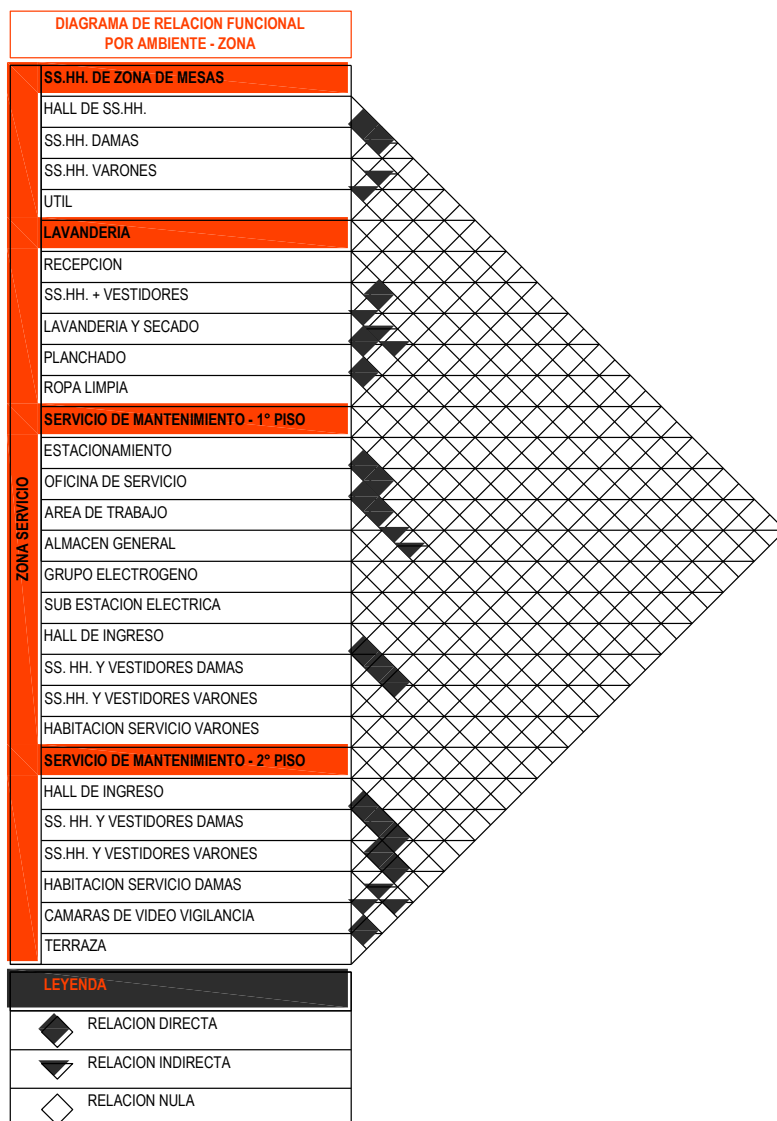 DIAGRAMA DE RELACION FUNCIONAL
POR AMBIENTE - ZONA
ZONA SERVICIO
SS.HH. DE ZONA DE MESAS
HALL DE SS.HH.
SS.HH. DAMAS
SS.HH. VARONES
UTIL
LAVANDERIA
RECEPCION
SS.HH. + VESTIDORES
LAVANDERIA Y SECADO
PLANCHADO
ROPA LIMPIA
SERVICIO DE MANTENIMIENTO - 1° PISO
ESTACIONAMIENTO
OFICINA DE SERVICIO
AREA DE TRABAJO
ALMACEN GENERAL
GRUPO ELECTROGENO
SUB ESTACION ELECTRICA
HALL DE INGRESO
SS. HH. Y VESTIDORES DAMAS
SS.HH. Y VESTIDORES VARONES
HABITACION SERVICIO VARONES
SERVICIO DE MANTENIMIENTO - 2° PISO
HALL DE INGRESO
SS. HH. Y VESTIDORES DAMAS
SS.HH. Y VESTIDORES VARONES
HABITACION SERVICIO DAMAS
CAMARAS DE VIDEO VIGILANCIA
TERRAZA
LEYENDA
RELACION DIRECTA
RELACION INDIRECTA
RELACION NULA